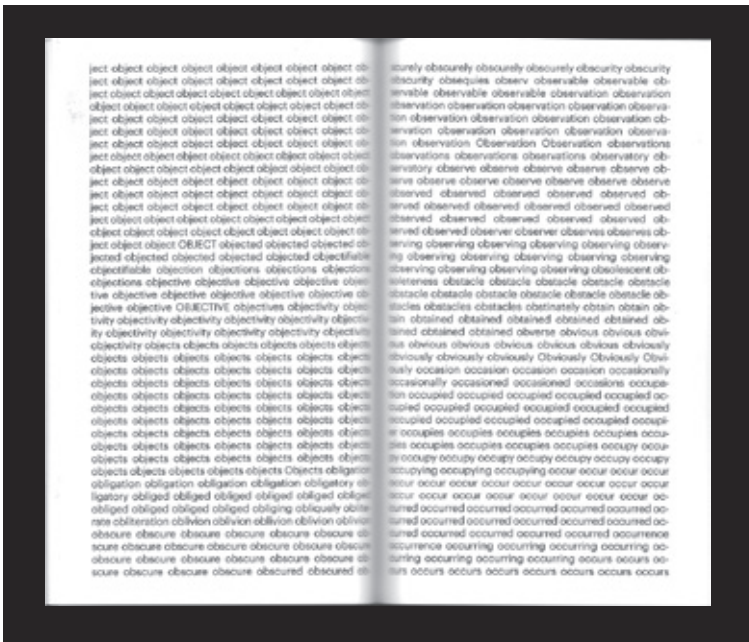 ject object object object object object object object ob-
ject object object object object object object object ob-
ject object object object object object object object object
object object object object object object object object ob-
ject object object object object object object object ob-
ject object object object object object object object ob-
ject object object object object object object object ob-
ject object object object object object object object object
object object object object object object object object ob-
ject object object object object object object object ob-
ject object object object object object object object ob-
ject object object object object object object object ob-
ject object object object object object object object object
object object object object object object object object ob-
ject object object OBJECT objected objected objected ob-
jected objected objected objected objected objectifiable
objectifiable objection objections objections objections
objections objective objective objective objective objec-
tive objective objective objective objective objective ob-
jective objective OBJECTIVE objectives objectivity objec-
tivity objectivity objectivity objectivity objectivity objectiv-
ity objectivity objectivity objectivity objectivity objectivity
objectivity objects objects objects objects objects objects
objects objects objects objects objects objects objects
objects objects objects objects objects objects objects
objects objects objects objects objects objects objects
objects objects objects objects objects objects objects
objects objects objects objects objects objects objects
objects objects objects objects objects objects objects
objects objects objects objects objects objects objects
objects objects objects objects objects objects objects
objects objects objects objects objects objects objects
objects objects objects objects objects Objects obligation
obligation obligation obligation obligation obligatory ob-
ligatory obliged obliged obliged obliged obliged obliged
obliged obliged obliged obliged obliging obliquely oblite-
rate obliteration oblivion oblivion oblivion oblivion oblivion
obscure obscure obscure obscure obscure obscure ob-
scure obscure obscure obscure obscure obscure obscure
obscure obscure obscure obscure obscure obscure ob-
scure obscure obscure obscure obscured obscured ob-
scurely obscurely obscurely obscurely obscurity obscurity
obscurity obsequies observ observable observable ob-
servable observable observable observation observation
observation observation observation observation observa-
tion observation observation observation observation ob-
servation observation observation observation observa-
tion observation Observation Observation observations
observations observations observations observatory ob-
servatory observe observe observe observe observe ob-
serve observe observe observe observe observe observe
observed observed observed observed observed ob-
served observed observed observed observed observed
observed observed observed observed observed ob-
served observed observer observer observes observes ob-
serving observing observing observing observing observ-
ing observing observing observing observing observing
observing observing observing observing obsolescent ob-
soleteness obstacle obstacle obstacle obstacle obstacle
obstacle obstacle obstacle obstacle obstacle obstacle ob-
stacles obstacles obstacles obstinately obtain obtain ob-
tain obtained obtained obtained obtained obtained ob-
tained obtained obtained obverse obvious obvious obvi-
ous obvious obvious obvious obvious obvious obviously
obviously obviously obviously Obviously Obviously Obvi-
ously occasion occasion occasion occasion occasionally
occasionally occasioned occasioned occasions occupa-
tion occupied occupied occupied occupied occupied oc-
cupied occupied occupied occupied occupied occupied
occupied occupied occupied occupied occupied occupi-
er occupies occupies occupies occupies occupies occu-
pies occupies occupies occupies occupies occupy occu-
py occupy occupy occupy occupy occupy occupy occupy
occupying occupying occupying occur occur occur occur
occur occur occur occur occur occur occur occur occur
occur occur occur occur occur occur occur occur oc-
curred occurred occurred occurred occurred occurred oc-
curred occurred occurred occurred occurred occurred oc-
curred occurred occurred occurred occurred occurrence
occurrence occurring occurring occurring occurring oc-
curring occurring occurring occurring occurs occurs oc-
curs occurs occurs occurs occurs occurs occurs occurs